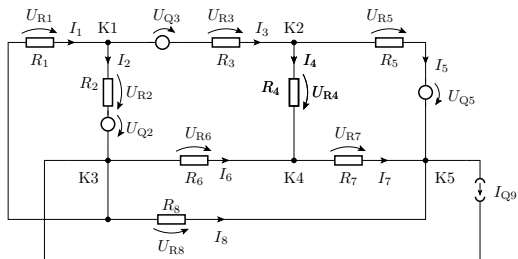 U_R1 I_1 K1 U_Q3 U_R3 I_3 K2 U_R5
R_1 I_2 R_3 I_4 R_5 I_5
R_2 U_R2 R_4 U_R4 U_Q5
U_Q2 U_R6 U_R7
K3 R_6 I_6 K4 R_7 I_7 K5
R_8 I_Q9
U_R8 I_8